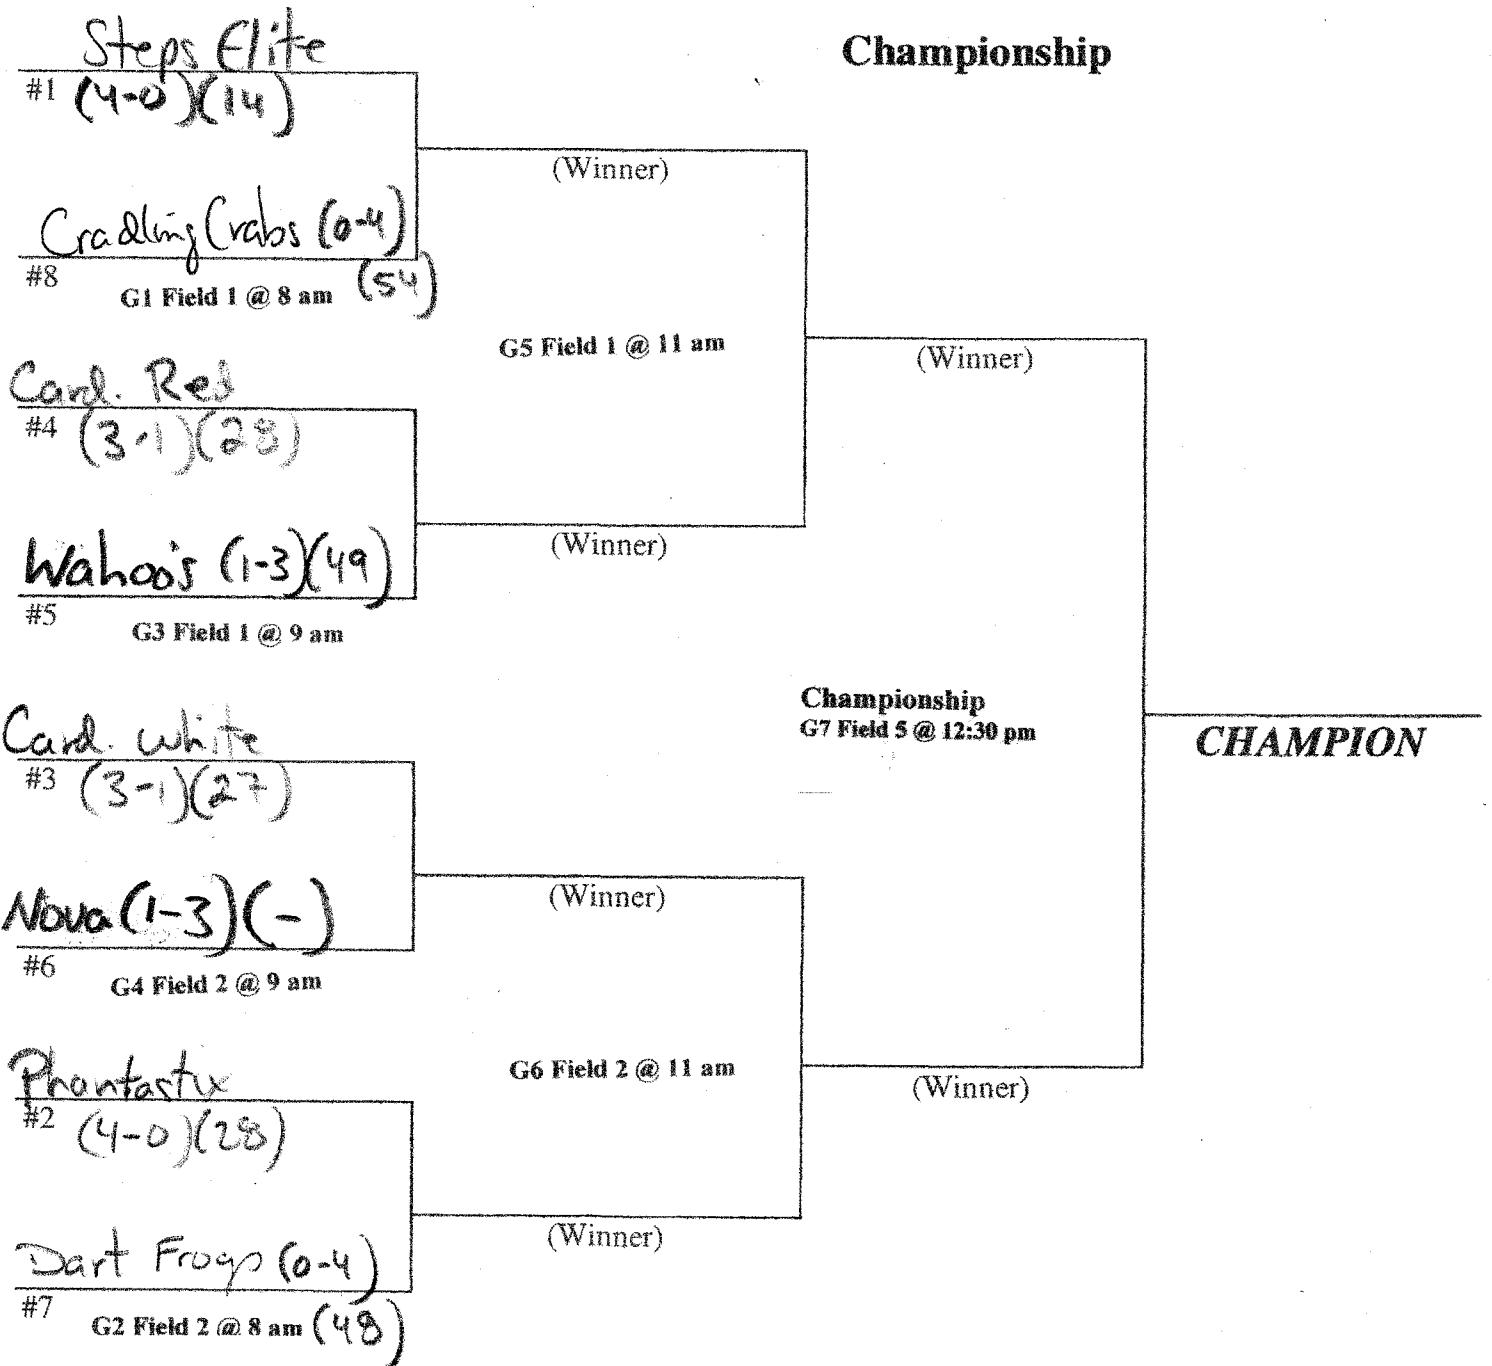 Championship
Steps Elite
#1 (4-0)(14)
(Winner)
Cradling Crabs (0-4)
#8 (54)
G1 Field 1 @ 8 am
G5 Field 1 @ 11 am
(Winner)
Card. Red
#4 (3-1)(28)
(Winner)
Wahoo's (1-3)(49)
#5
G3 Field 1 @ 9 am
Championship
G7 Field 5 @ 12:30 pm
CHAMPION
Card. White
#3 (3-1)(27)
(Winner)
Nova (1-3)(-)
#6
G4 Field 2 @ 9 am
G6 Field 2 @ 11 am
(Winner)
Phantastix
#2 (4-0)(28)
(Winner)
Dart Frogs (0-4)
#7
G2 Field 2 @ 8 am (48)